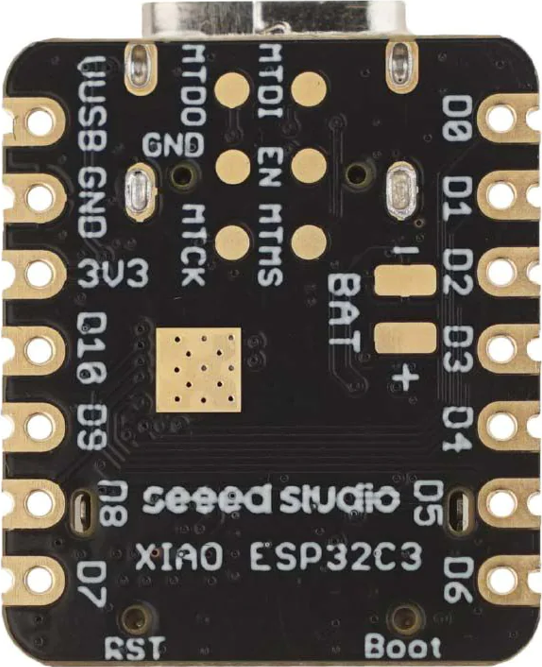 VUSB
GND
3V3
D10
D9
D8
D7
MTDO
MTDI
GND
EN
MTCK
MTMS
BAT
-
+
D0
D1
D2
D3
D4
D5
D6
seeed studio
XIAO ESP32C3
RST
Boot